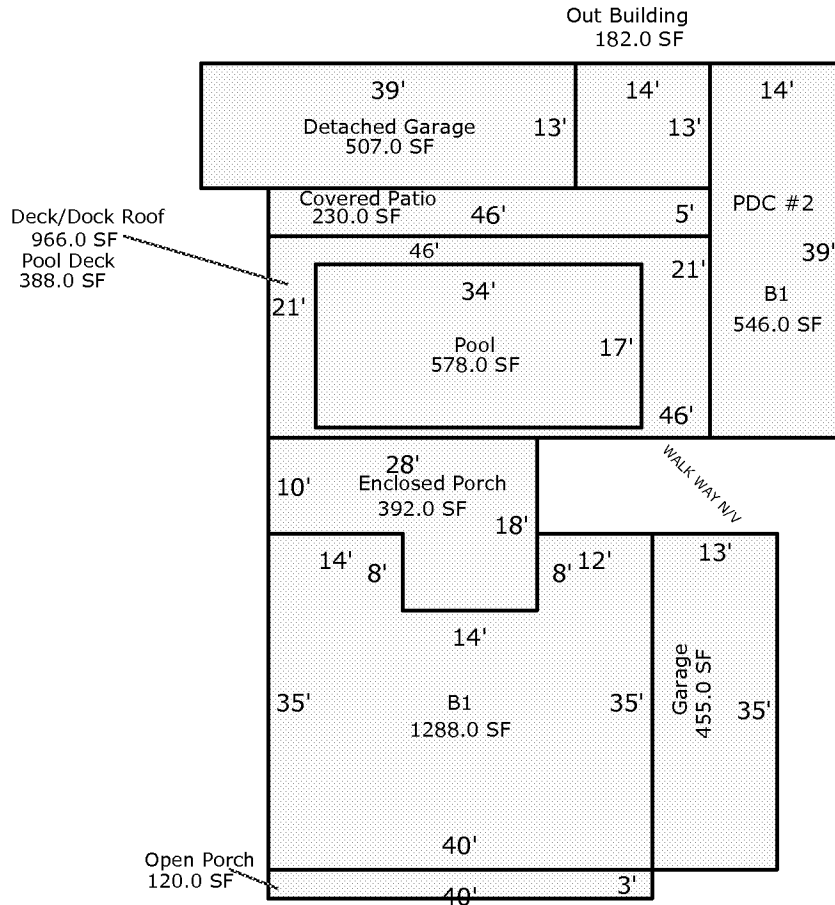 Out Building
182.0 SF
39'
14'
14'
Detached Garage
13'
13'
507.0 SF
Covered Patio
230.0 SF
46'
5'
PDC #2
Deck/Dock Roof
966.0 SF
Pool Deck
388.0 SF
46'
21'
39'
21'
34'
B1
546.0 SF
Pool
578.0 SF
17'
46'
28'
Enclosed Porch
392.0 SF
10'
18'
WALK WAY N/V
14'
8'
8'
12'
13'
14'
35'
B1
1288.0 SF
35'
Garage
455.0 SF
35'
40'
Open Porch
120.0 SF
40'
3'